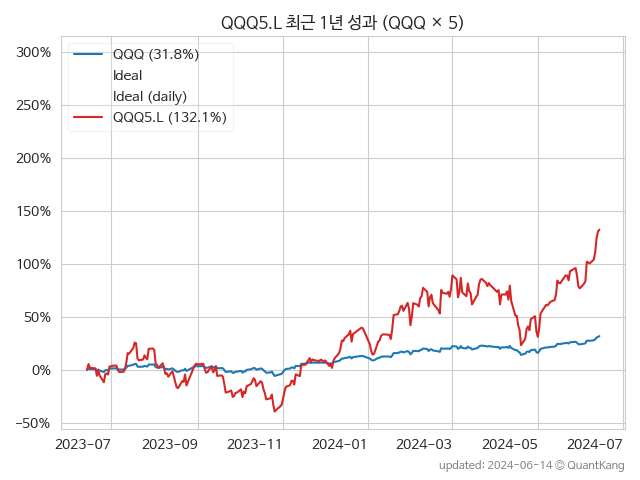 QQQ5.L 최근 1년 성과 (QQQ × 5)
300%
250%
200%
150%
100%
50%
0%
−50%
QQQ (31.8%)
Ideal
Ideal (daily)
QQQ5.L (132.1%)
2023−07
2023−09
2023−11
2024−01
2024−03
2024−05
2024−07
updated: 2024-06-14 © QuantKang